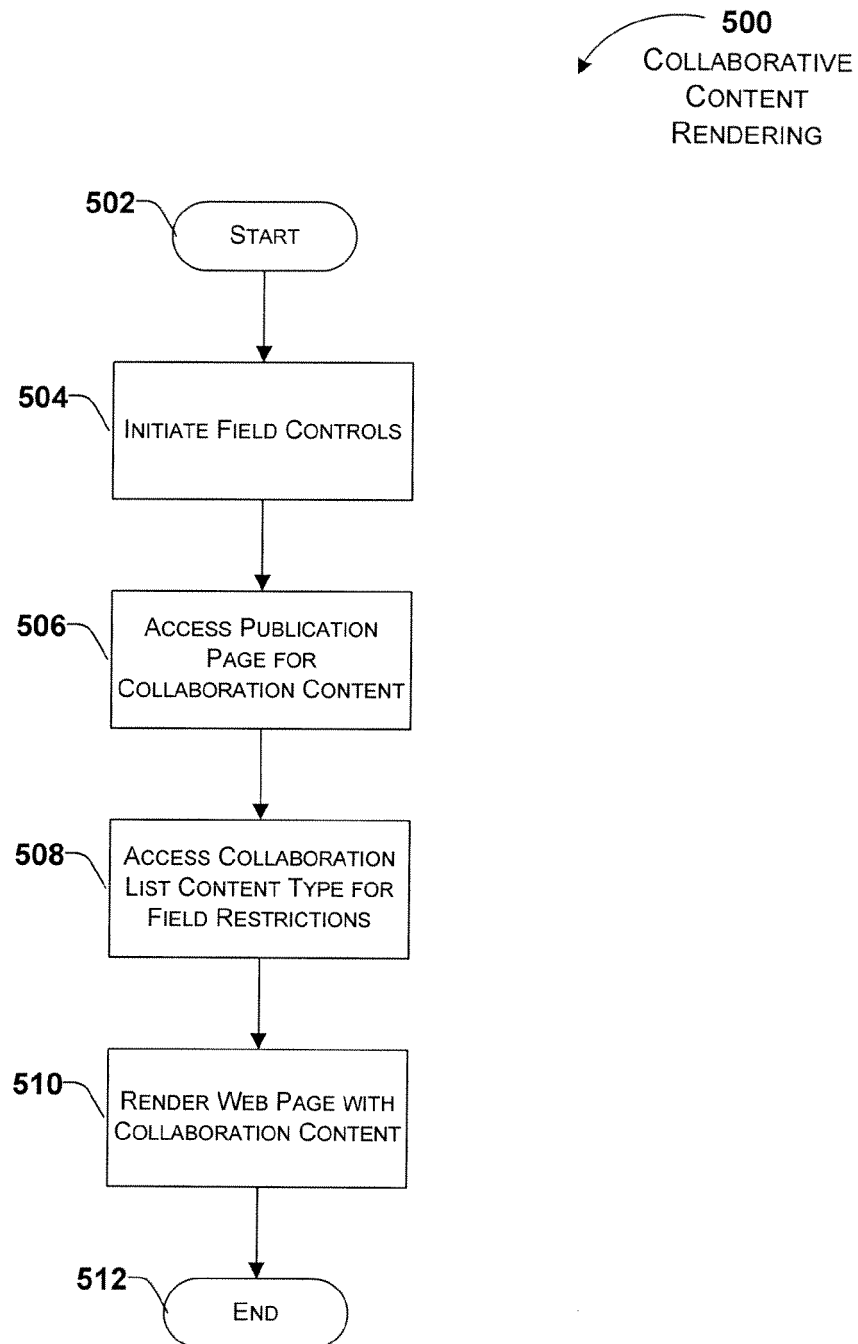 500
COLLABORATIVE
CONTENT
RENDERING
502
START
504
INITIATE FIELD CONTROLS
506
ACCESS PUBLICATION
PAGE FOR
COLLABORATION CONTENT
508
ACCESS COLLABORATION
LIST CONTENT TYPE FOR
FIELD RESTRICTIONS
510
RENDER WEB PAGE WITH
COLLABORATION CONTENT
512
END